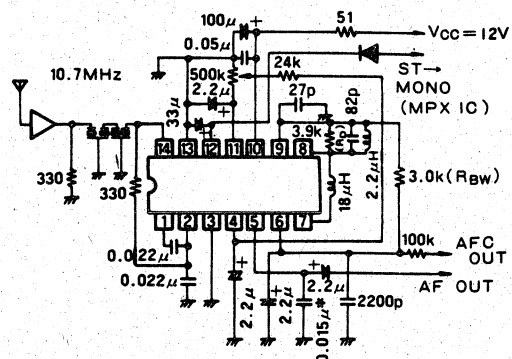 100μ +
51
VCC=12V
0.05μ
24k
10.7MHz
500k
27p
82p
ST→
MONO
(MPX IC)
2.2μ
33μ
3.9k
(RD)
2.2μH
330
330
14 13 12 11 10 9 8
18μH
3.0k(RBW)
1 2 3 4 5 6 7
0.022μ
0.022μ
100k
AFC
OUT
AF OUT
2.2μ
2.2μ
0.015μ*
2.2μ
2200p